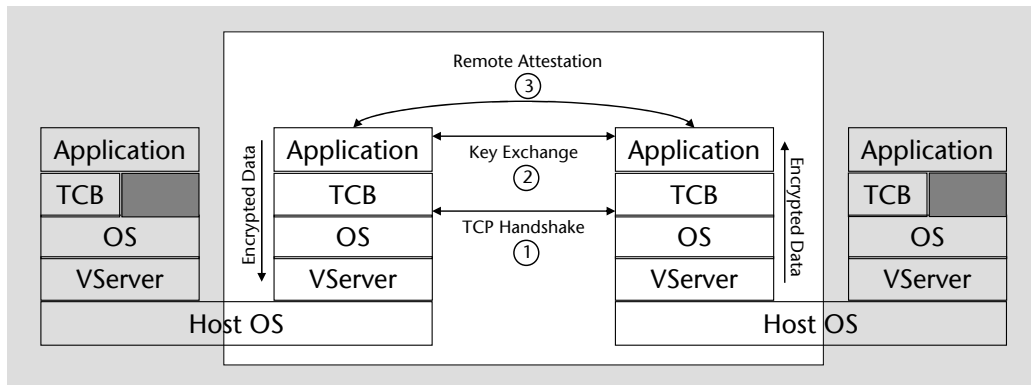 Remote Attestation
3
Application
Application
Key Exchange
2
Application
Application
Encrypted Data
Encrypted Data
TCB
TCB
TCB
TCB
TCP Handshake
1
OS
OS
OS
OS
VServer
VServer
VServer
VServer
Host OS
Host OS